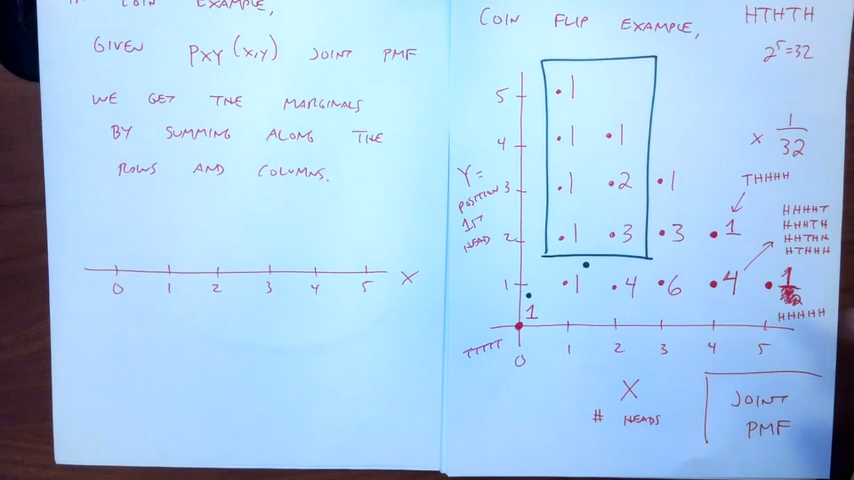 COIN EXAMPLE,
GIVEN PXY (x,y) JOINT PMF
WE GET THE MARGINALS
BY SUMMING ALONG THE
ROWS AND COLUMNS.
0 1 2 3 4 5 X
COIN FLIP EXAMPLE,
HTHTH
2^5=32
x 1/32
Y=
POSITION
1ST
HEAD
5 1
4 1 1
3 1 2 1
2 1 3 3 1
1 1 4 6 4 1
1
THHHH
HHHHT
HHHTH
HHTHH
HTHHH
HHHHH
TTTTT
0 1 2 3 4 5
X
# HEADS
JOINT
PMF